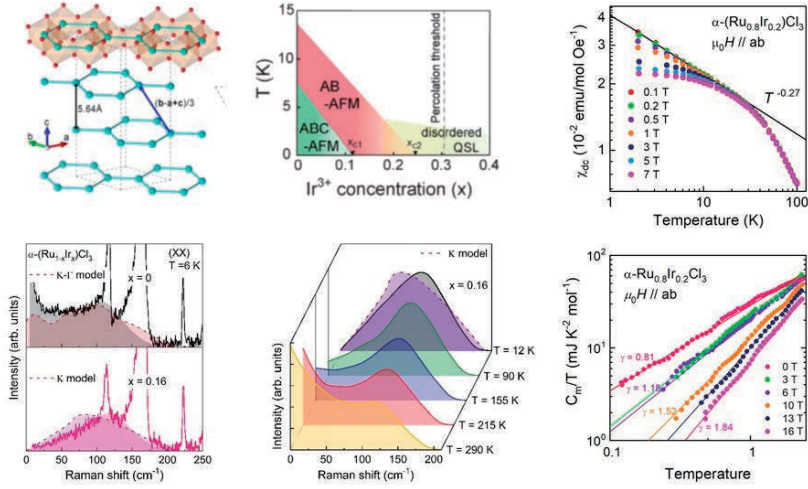 5.64Å
(b-a+c)/3
c
b
a
T (K)
15
10
5
0
AB
-AFM
ABC
-AFM
Percolation threshold
disordered
QSL
xc1
xc2
0
0.1
0.2
0.3
0.4
Ir3+ concentration (x)
χdc (10-2 emu/mol Oe-1)
4
3
2
1
α-(Ru0.8Ir0.2)Cl3
μ0H // ab
T -0.27
0.1 T
0.2 T
0.5 T
1 T
3 T
5 T
7 T
1
10
100
Temperature (K)
Intensity (arb. units)
α-(Ru1-xIrx)Cl3
(XX)
T =6 K
x = 0
K model
x = 0.16
0
50
100
150
200
250
Raman shift (cm-1)
Intensity (arb. units)
K model
x = 0.16
T = 12 K
T = 90 K
T = 155 K
T = 215 K
T = 290 K
0
50
100
150
200
Raman shift (cm-1)
Cm/T (mJ K-2 mol-1)
102
101
100
α-Ru0.8Ir0.2Cl3
μ0H // ab
γ = 0.81
γ = 1.52
γ = 1.84
0 T
3 T
6 T
10 T
13 T
16 T
0.1
1
Temperature